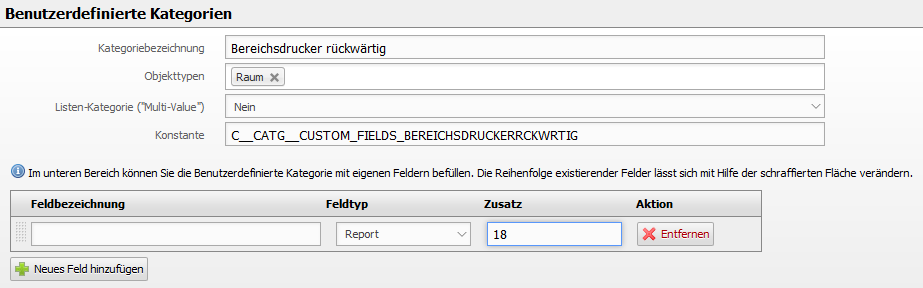 Benutzerdefinierte Kategorien
Kategoriebezeichnung Bereichsdrucker rückwärtig
Objekttypen Raum
Listen-Kategorie ("Multi-Value") Nein
Konstante C__CATG__CUSTOM_FIELDS_BEREICHSDRUCKERRCKWRTIG
Im unteren Bereich können Sie die Benutzerdefinierte Kategorie mit eigenen Feldern befüllen. Die Reihenfolge existierender Felder lässt sich mit Hilfe der schraffierten Fläche verändern.
Feldbezeichnung Feldtyp Zusatz Aktion
Report 18 Entfernen
Neues Feld hinzufügen